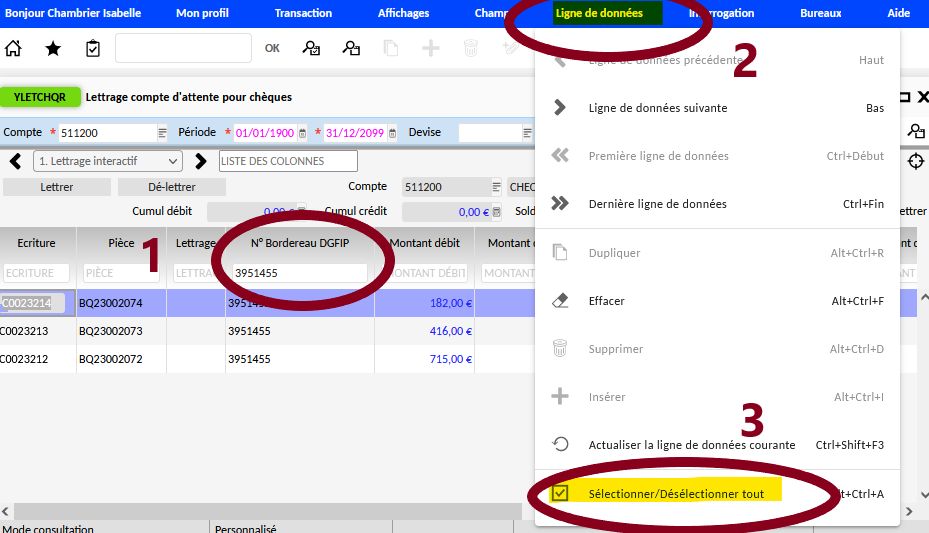 Bonjour Chambrier Isabelle Mon profil Transaction Affichages Ligne de données Interrogation Bureaux Aide
OK
2
Ligne de données précédente Haut
YLETCHQR Lettrage compte d'attente pour chèques
Ligne de données suivante Bas
Compte * 511200 Période * 01/01/1900 * 31/12/2099 Devise
1. Lettrage interactif LISTE DES COLONNES
Première ligne de données Ctrl+Début
Lettrer Dé-lettrer Compte 511200 CHEQ
Dernière ligne de données Ctrl+Fin
Cumul débit 0,00 € Cumul crédit 0,00 € Sold
Ecriture Pièce Lettrage N° Bordereau DGFIP Montant débit Montant
1
Dupliquer Alt+Ctrl+R
ECRITURE PIÈCE LETTRA 3951455 MONTANT DÉBIT MONTANT
Effacer Alt+Ctrl+F
C0023214 BQ23002074 3951455 182,00 €
C0023213 BQ23002073 3951455 416,00 €
Supprimer Alt+Ctrl+D
C0023212 BQ23002072 3951455 715,00 €
Insérer Alt+Ctrl+I
3
Actualiser la ligne de données courante Ctrl+Shift+F3
Sélectionner/Désélectionner tout Alt+Ctrl+A
Mode consultation Personnalisé